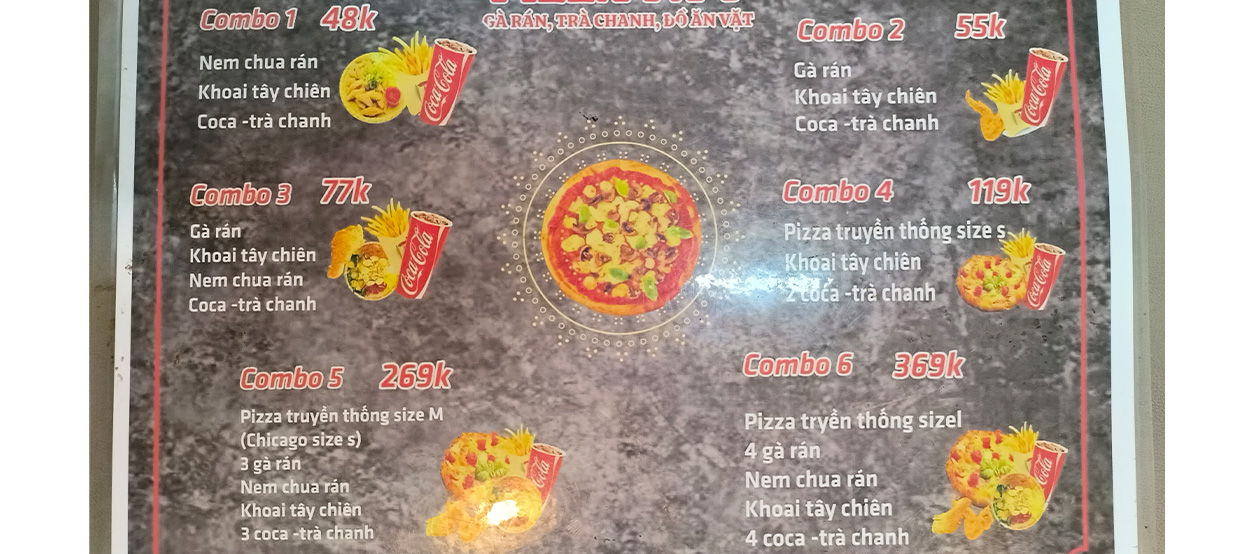 GÀ RÁN, TRÀ CHANH, ĐỒ ĂN VẶT
Combo 1 48k
Nem chua rán
Khoai tây chiên
Coca -trà chanh
Coca-Cola
Combo 2 55k
Gà rán
Khoai tây chiên
Coca -trà chanh
Coca-Cola
Combo 3 77k
Gà rán
Khoai tây chiên
Nem chua rán
Coca -trà chanh
Coca-Cola
Combo 4 119k
Pizza truyền thống size s
Khoai tây chiên
2 coca -trà chanh
Coca-Cola
Combo 5 269k
Pizza truyền thống size M
(Chicago size s)
3 gà rán
Nem chua rán
Khoai tây chiên
3 coca -trà chanh
Coca-Cola
Combo 6 369k
Pizza tryền thống sizel
4 gà rán
Nem chua rán
Khoai tây chiên
4 coca -trà chanh
Coca-Cola